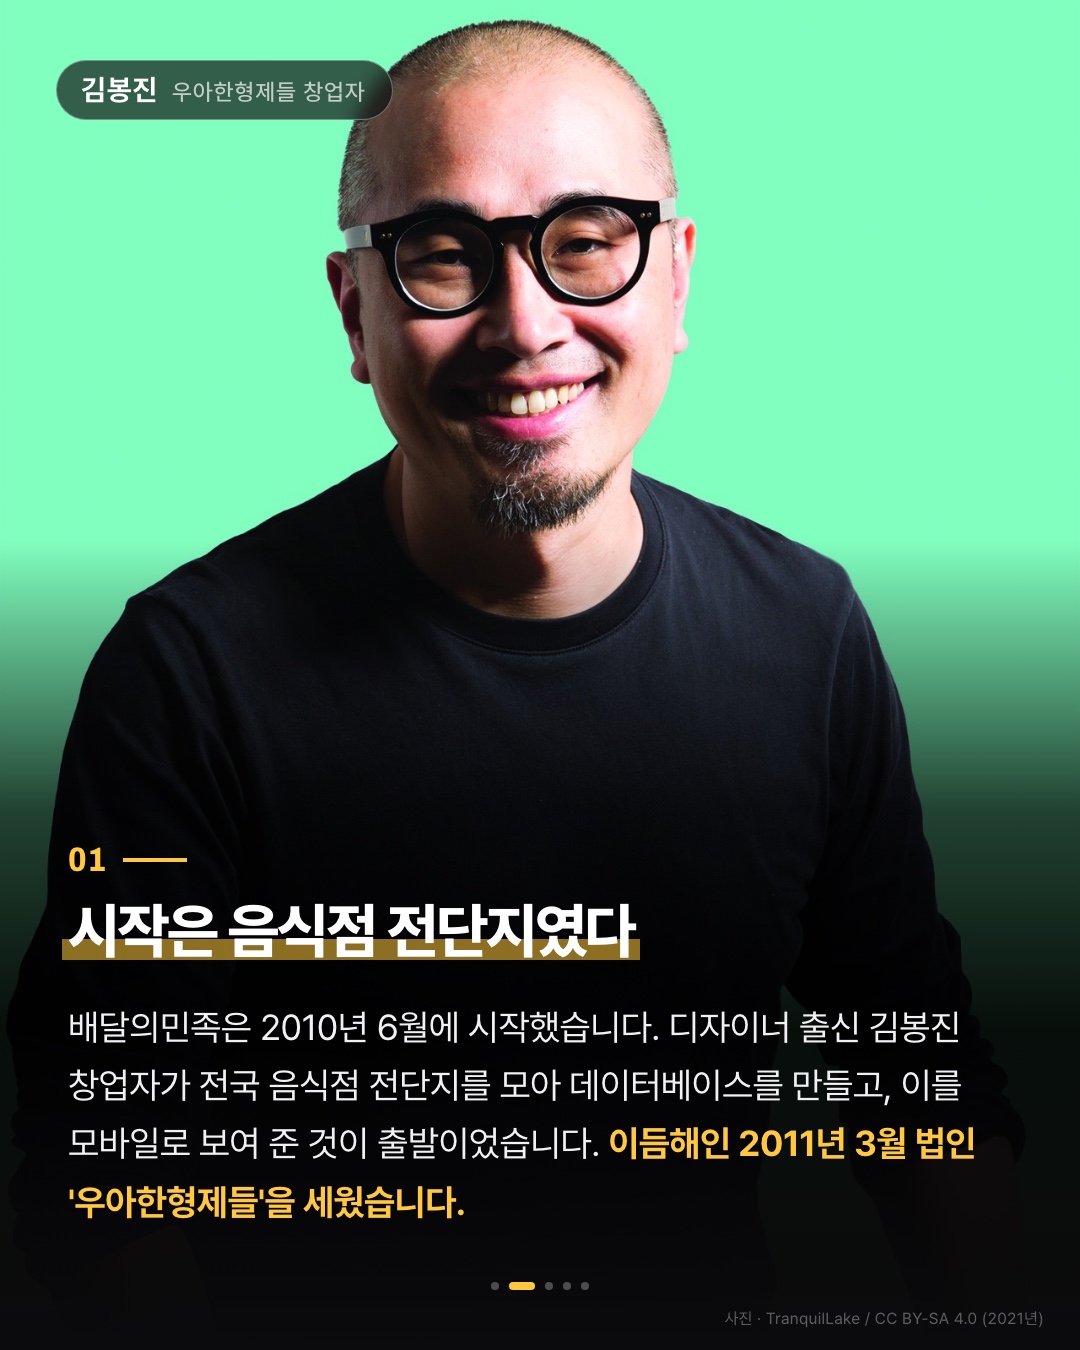 김봉진 우아한형제들 창업자
01
시작은 음식점 전단지였다
배달의민족은 2010년 6월에 시작했습니다. 디자이너 출신 김봉진
창업자가 전국 음식점 전단지를 모아 데이터베이스를 만들고, 이를
모바일로 보여 준 것이 출발이었습니다. 이듬해인 2011년 3월 법인
'우아한형제들'을 세웠습니다.
사진 · TranquilLake / CC BY-SA 4.0 (2021년)